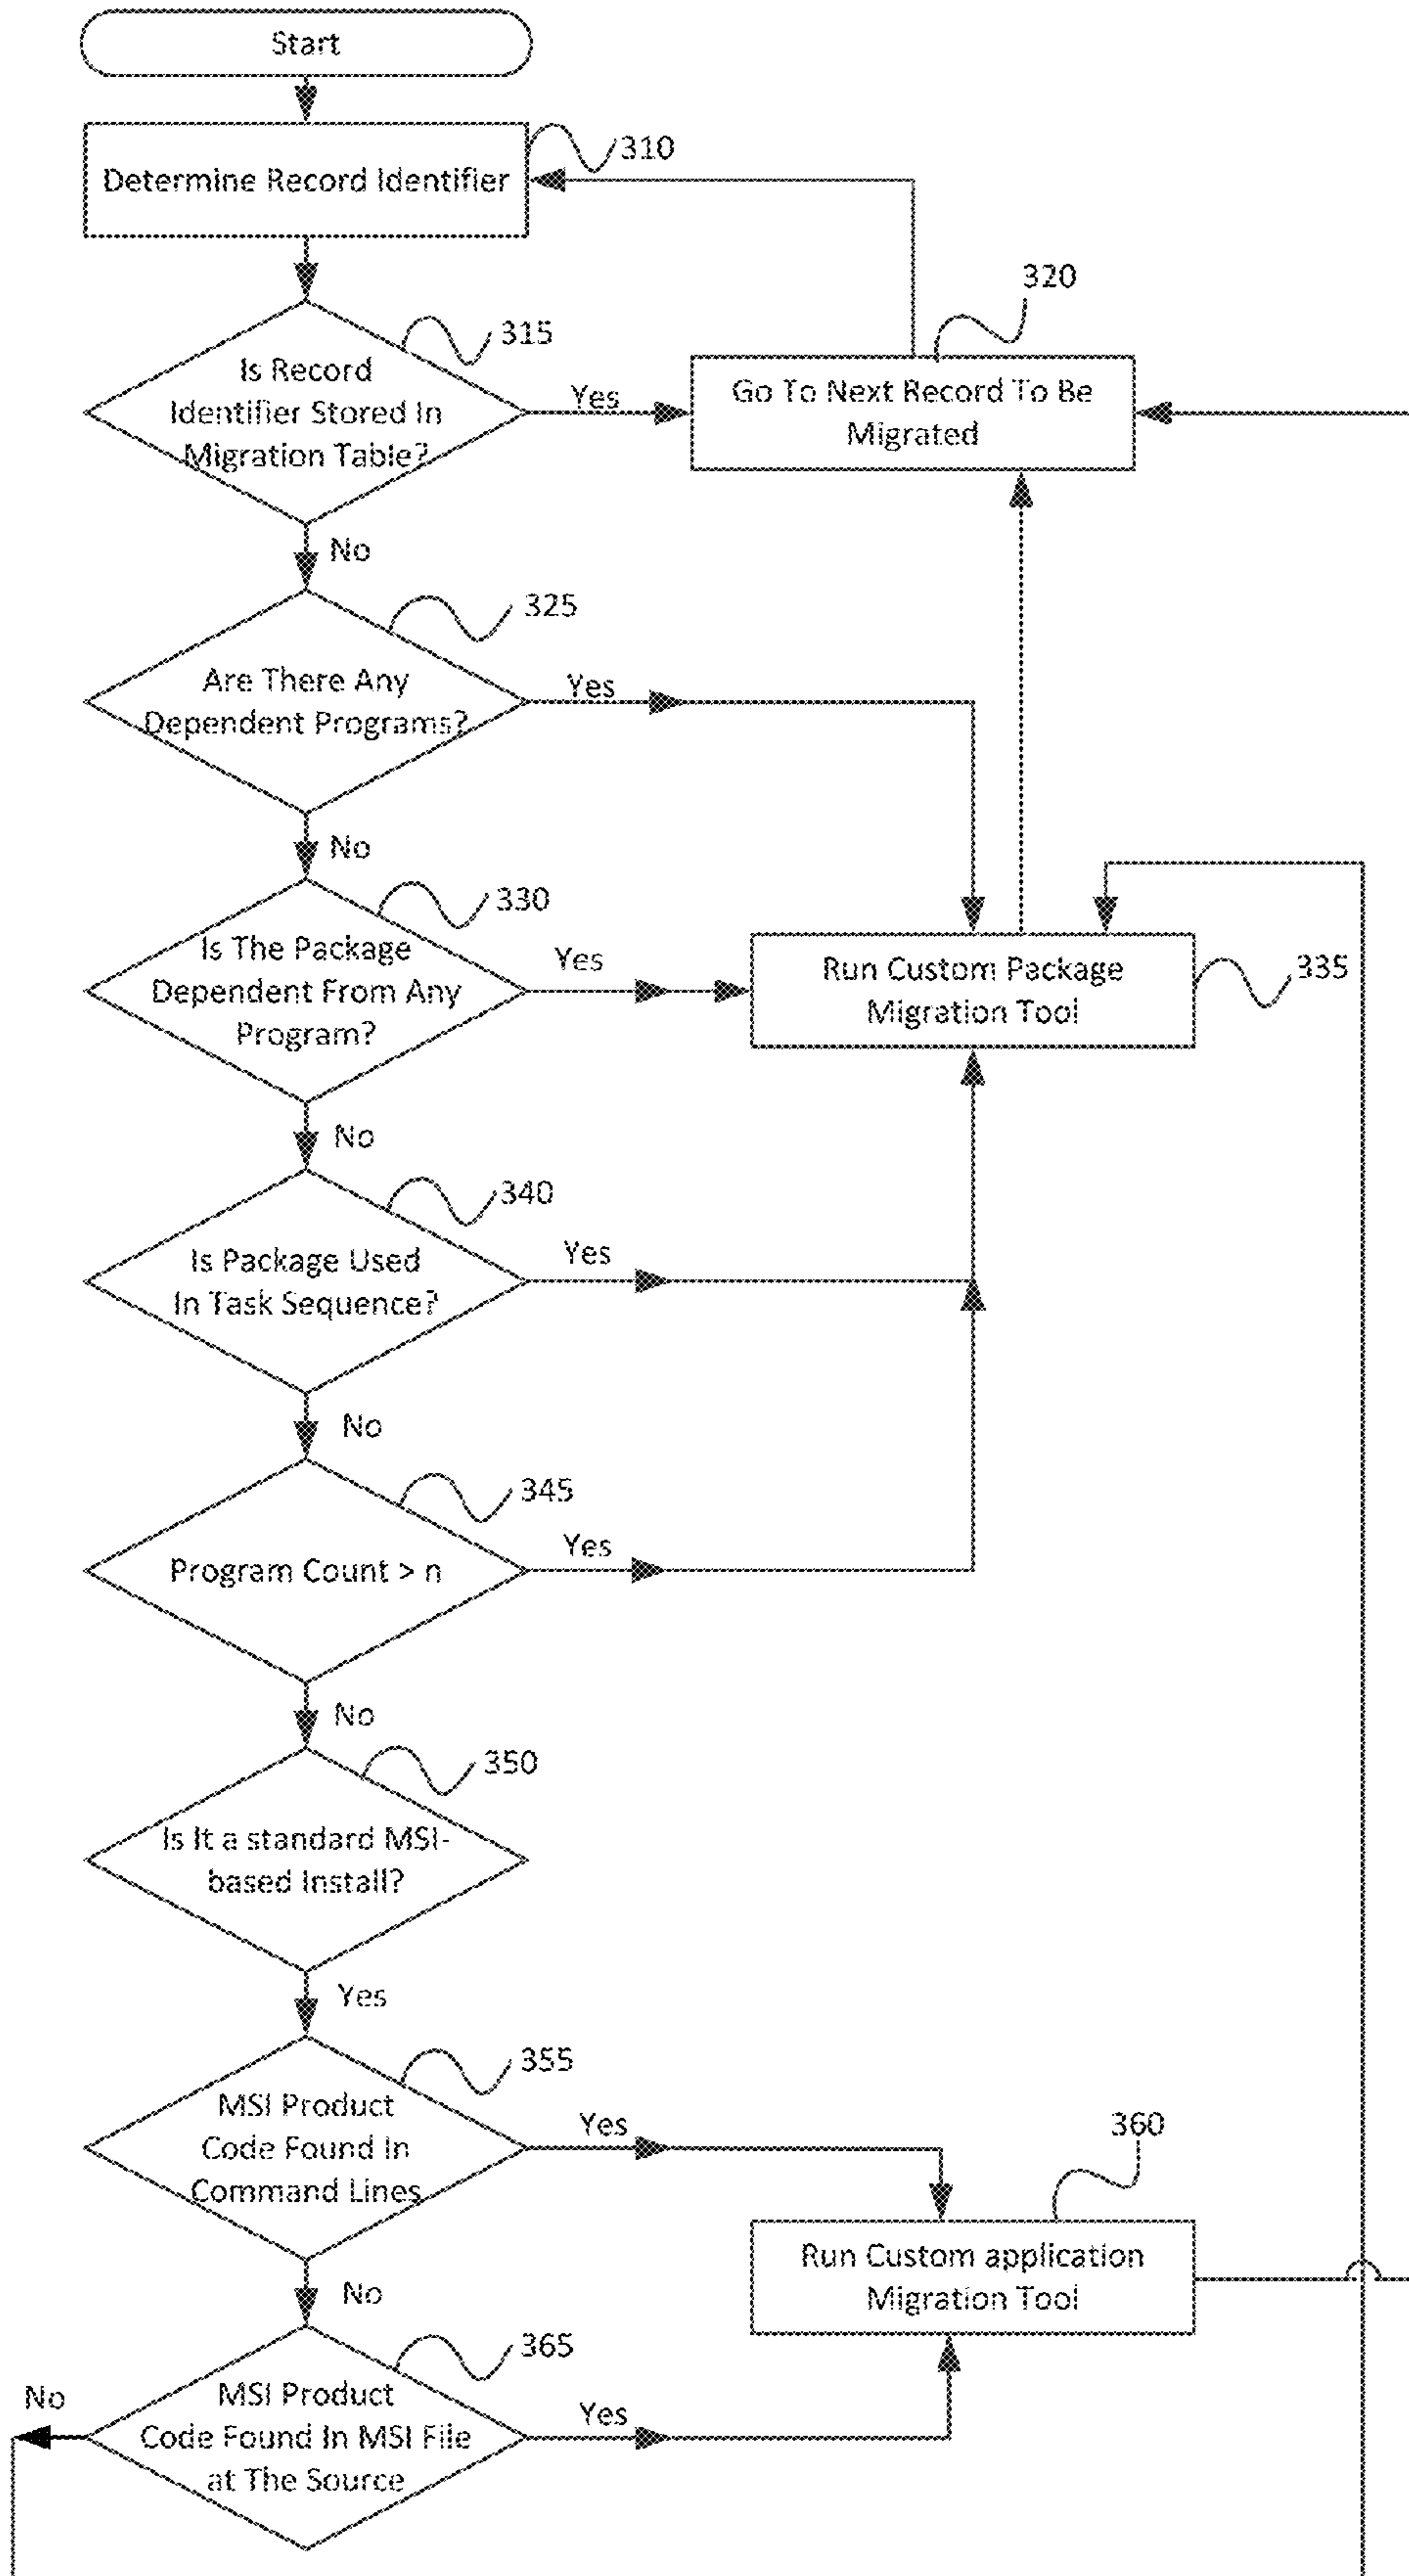 Start
310
Determine Record Identifier
320
315
Is Record
Identifier Stored In
Migration Table?
Yes
Go To Next Record To Be
Migrated
No
325
Are There Any
Dependent Programs?
Yes
No
330
Is The Package
Dependent From Any
Program?
Yes
Run Custom Package
Migration Tool
335
No
340
Is Package Used
In Task Sequence?
Yes
No
345
Program Count > n
Yes
No
350
Is It a standard MSI-
based Install?
Yes
355
MSI Product
Code Found In
Command Lines
Yes
360
Run Custom application
Migration Tool
No
365
No
MSI Product
Code Found In MSI File
at The Source
Yes